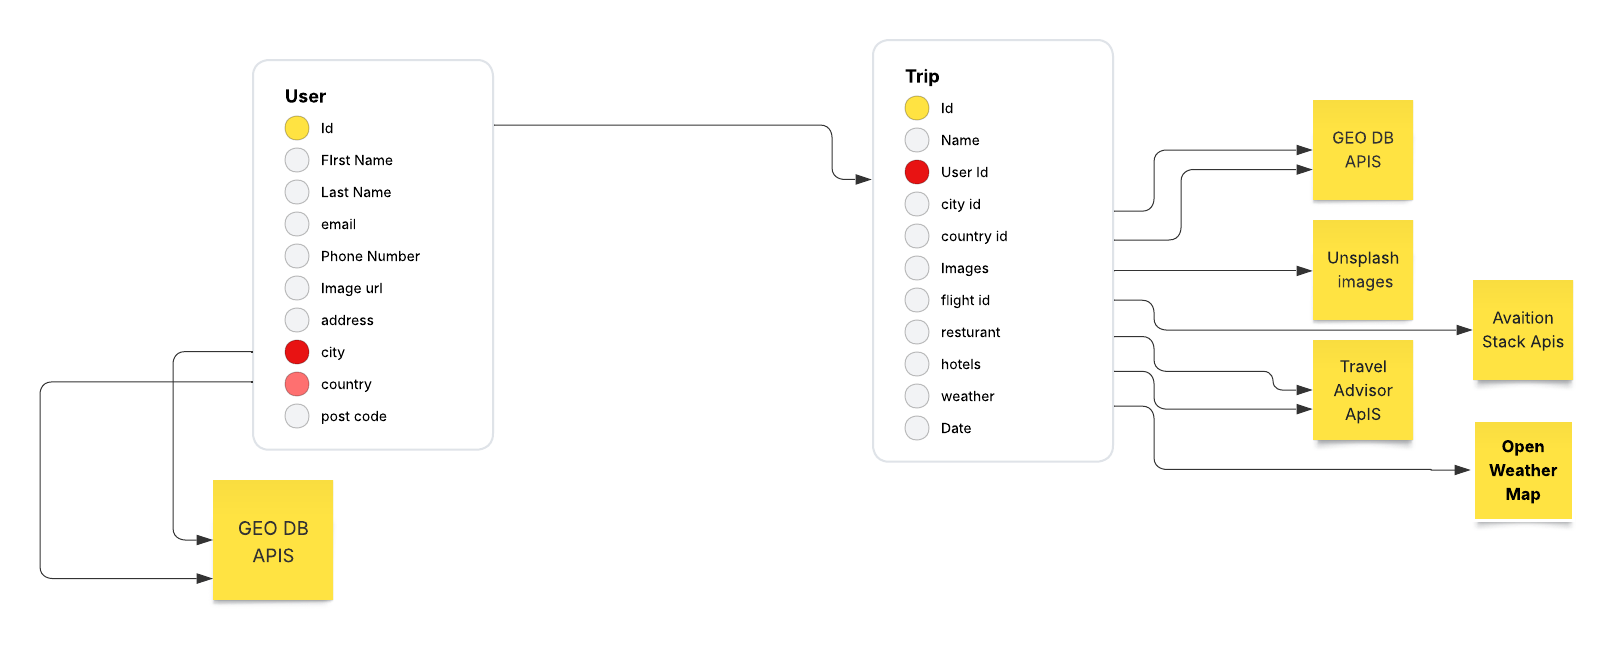 User
Id
FIrst Name
Last Name
email
Phone Number
Image url
address
city
country
post code
GEO DB
APIS
Trip
Id
Name
User Id
city id
country id
Images
flight id
resturant
hotels
weather
Date
GEO DB
APIS
Unsplash
images
Avaition
Stack Apis
Travel
Advisor
ApIS
Open
Weather
Map